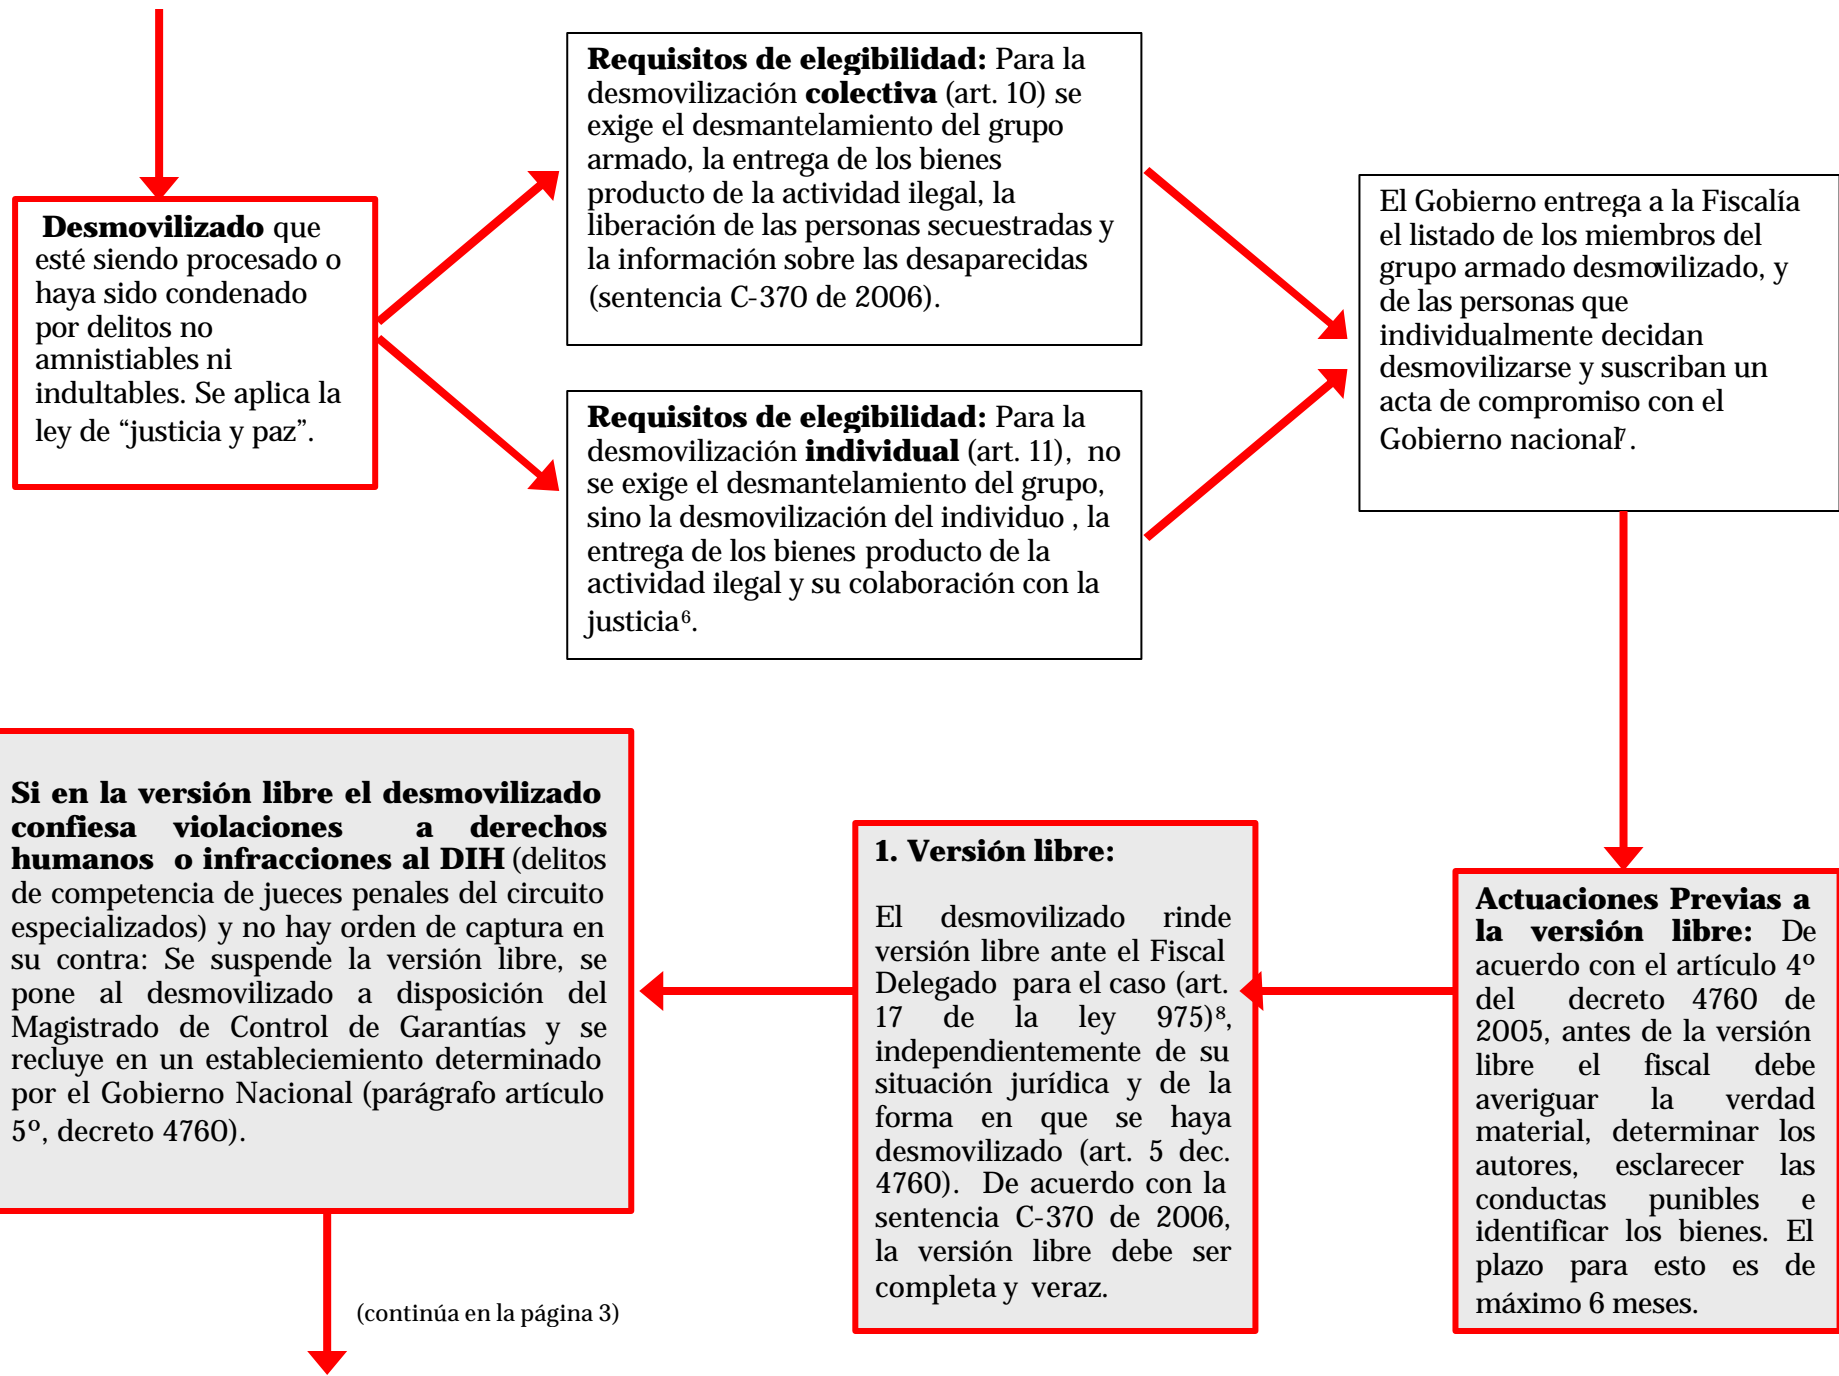 Desmovilizado que
esté siendo procesado o
haya sido condenado
por delitos no
amnistiables ni
indultables. Se aplica la
ley de “justicia y paz”.
Requisitos de elegibilidad: Para la
desmovilización colectiva (art. 10) se
exige el desmantelamiento del grupo
armado, la entrega de los bienes
producto de la actividad ilegal, la
liberación de las personas secuestradas y
la información sobre las desaparecidas
(sentencia C-370 de 2006).
Requisitos de elegibilidad: Para la
desmovilización individual (art. 11), no
se exige el desmantelamiento del grupo,
sino la desmovilización del individuo , la
entrega de los bienes producto de la
actividad ilegal y su colaboración con la
justicia⁶.
El Gobierno entrega a la Fiscalía
el listado de los miembros del
grupo armado desmovilizado, y
de las personas que
individualmente decidan
desmovilizarse y suscriban un
acta de compromiso con el
Gobierno nacional⁷.
Actuaciones Previas a
la versión libre: De
acuerdo con el artículo 4º
del decreto 4760 de
2005, antes de la versión
libre el fiscal debe
averiguar la verdad
material, determinar los
autores, esclarecer las
conductas punibles e
identificar los bienes. El
plazo para esto es de
máximo 6 meses.
1. Versión libre:
El desmovilizado rinde
versión libre ante el Fiscal
Delegado para el caso (art.
17 de la ley 975)⁸,
independientemente de su
situación jurídica y de la
forma en que se haya
desmovilizado (art. 5 dec.
4760). De acuerdo con la
sentencia C-370 de 2006,
la versión libre debe ser
completa y veraz.
Si en la versión libre el desmovilizado
confiesa violaciones a derechos
humanos o infracciones al DIH (delitos
de competencia de jueces penales del circuito
especializados) y no hay orden de captura en
su contra: Se suspende la versión libre, se
pone al desmovilizado a disposición del
Magistrado de Control de Garantías y se
recluye en un estableciemiento determinado
por el Gobierno Nacional (parágrafo artículo
5º, decreto 4760).
(continúa en la página 3)